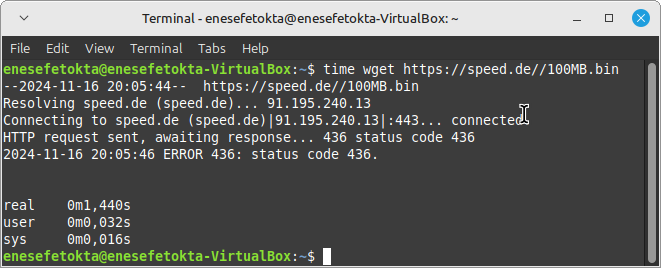 Terminal - enesefetokta@enesefetokta-VirtualBox: ~
File Edit View Terminal Tabs Help
enesefetokta@enesefetokta-VirtualBox:~$ time wget https://speed.de//100MB.bin
--2024-11-16 20:05:44--  https://speed.de//100MB.bin
Resolving speed.de (speed.de)... 91.195.240.13
Connecting to speed.de (speed.de)|91.195.240.13|:443... connected.
HTTP request sent, awaiting response... 436 status code 436
2024-11-16 20:05:46 ERROR 436: status code 436.
real    0m1,440s
user    0m0,032s
sys     0m0,016s
enesefetokta@enesefetokta-VirtualBox:~$